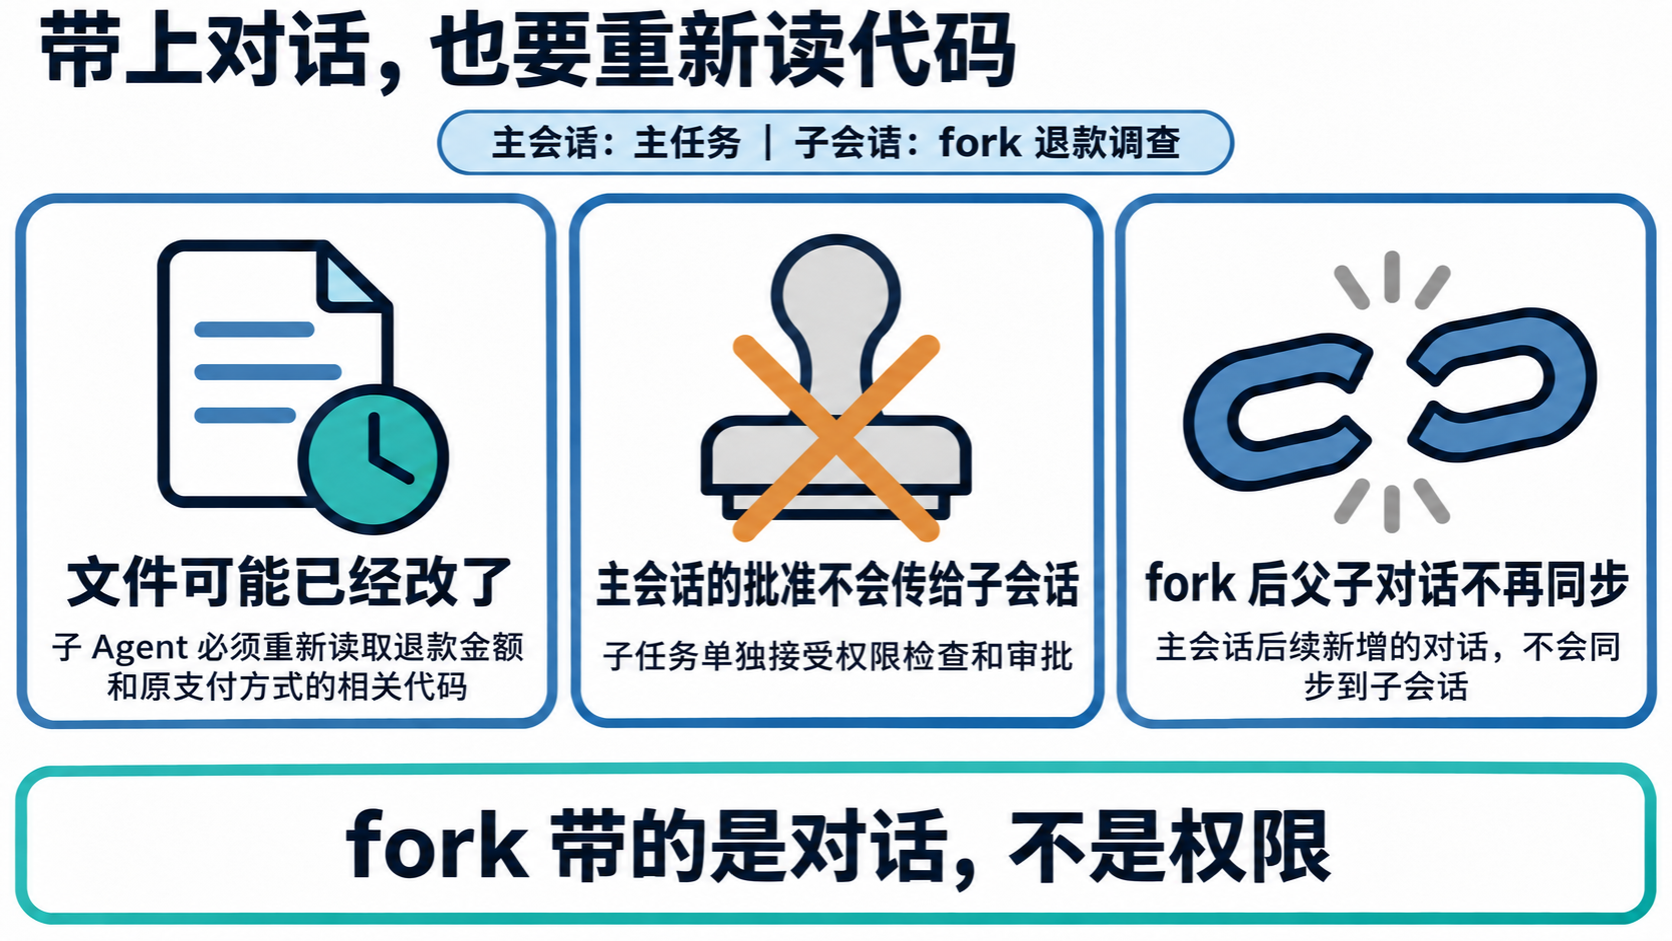 带上对话，也要重新读代码
主会话：主任务｜子会话：fork 退款调查
文件可能已经改了
子 Agent 必须重新读取退款金额
和原支付方式的相关代码
主会话的批准不会传给子会话
子任务单独接受权限检查和审批
fork 后父子对话不再同步
主会话后续新增的对话，不会同
步到子会话
fork 带的是对话，不是权限